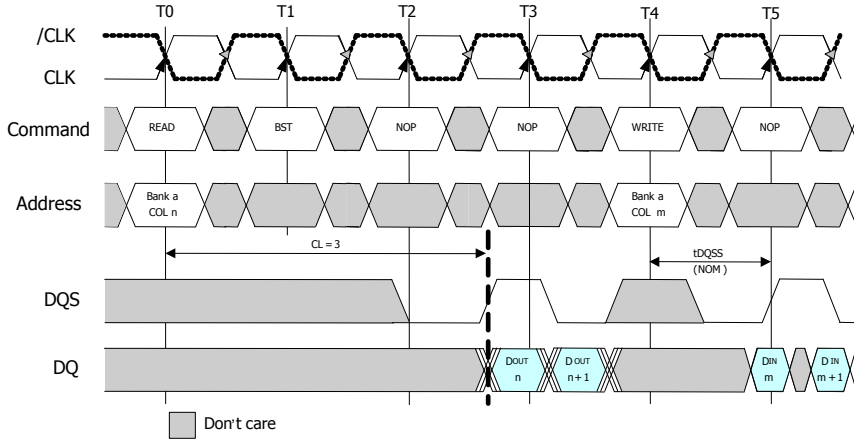 T0 T1 T2 T3 T4 T5
/CLK
CLK
Command READ BST NOP NOP WRITE NOP
Address Bank a COL n Bank a COL m
CL = 3
tDQSS
(NOM)
DQS
DQ DOUT n DOUT n+1 DIN m DIN m+1
Don't care